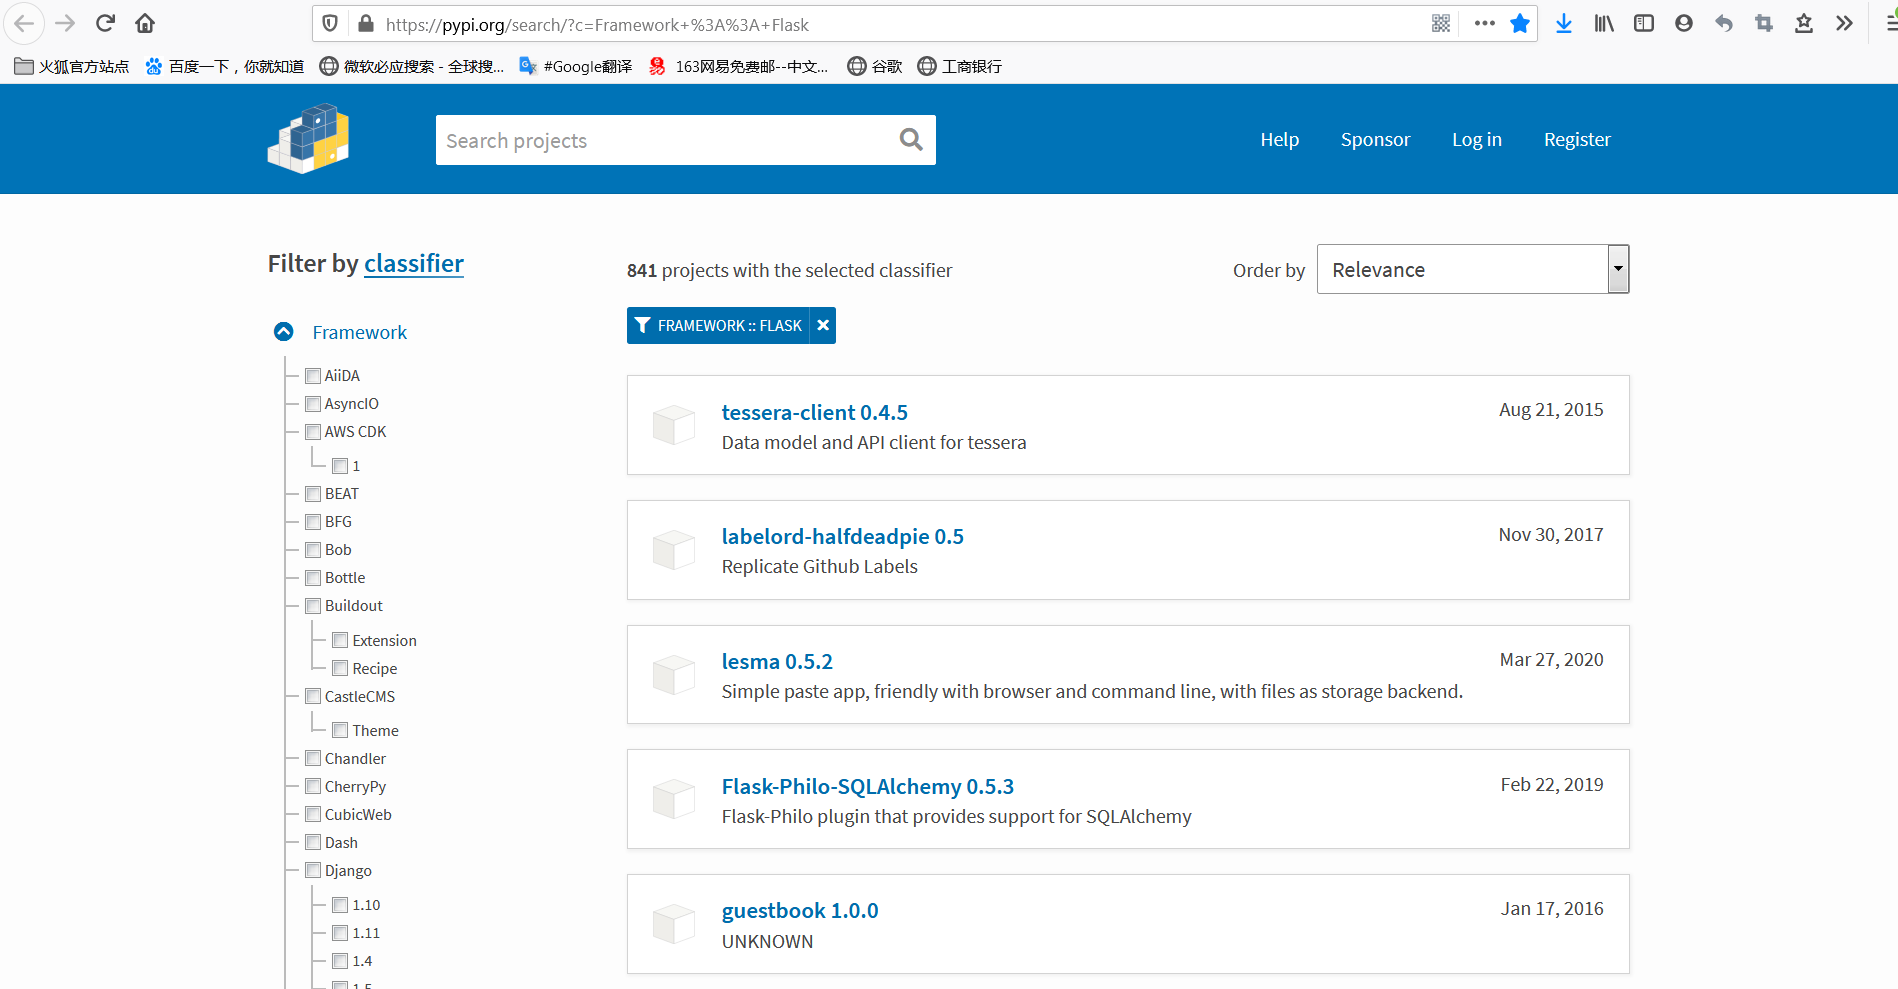 https://pypi.org/search/?c=Framework+%3A%3A+Flask
火狐官方站点 百度一下，你就知道 微软必应搜索 - 全球搜... #Google翻译 163网易免费邮--中文... 谷歌 工商银行
Search projects
Help Sponsor Log in Register
Filter by classifier
841 projects with the selected classifier
Order by Relevance
FRAMEWORK :: FLASK
Framework
AiiDA
AsyncIO
AWS CDK
1
BEAT
BFG
Bob
Bottle
Buildout
Extension
Recipe
CastleCMS
Theme
Chandler
CherryPy
CubicWeb
Dash
Django
1.10
1.11
1.4
1.5
tessera-client 0.4.5
Aug 21, 2015
Data model and API client for tessera
labelord-halfdeadpie 0.5
Nov 30, 2017
Replicate Github Labels
lesma 0.5.2
Mar 27, 2020
Simple paste app, friendly with browser and command line, with files as storage backend.
Flask-Philo-SQLAlchemy 0.5.3
Feb 22, 2019
Flask-Philo plugin that provides support for SQLAlchemy
guestbook 1.0.0
Jan 17, 2016
UNKNOWN